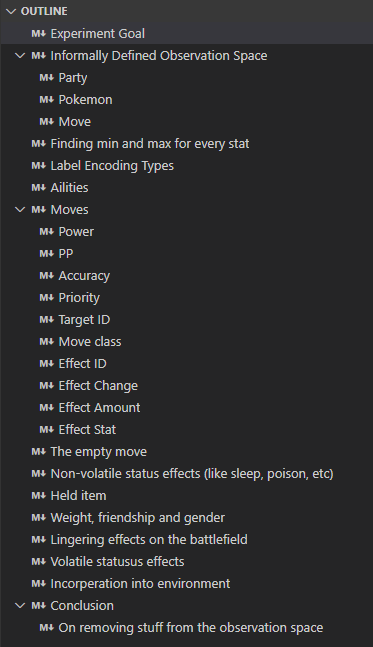 OUTLINE
M↓ Experiment Goal
M↓ Informally Defined Observation Space
M↓ Party
M↓ Pokemon
M↓ Move
M↓ Finding min and max for every stat
M↓ Label Encoding Types
M↓ Ailities
M↓ Moves
M↓ Power
M↓ PP
M↓ Accuracy
M↓ Priority
M↓ Target ID
M↓ Move class
M↓ Effect ID
M↓ Effect Change
M↓ Effect Amount
M↓ Effect Stat
M↓ The empty move
M↓ Non-volatile status effects (like sleep, poison, etc)
M↓ Held item
M↓ Weight, friendship and gender
M↓ Lingering effects on the battlefield
M↓ Volatile statusus effects
M↓ Incorperation into environment
M↓ Conclusion
M↓ On removing stuff from the observation space